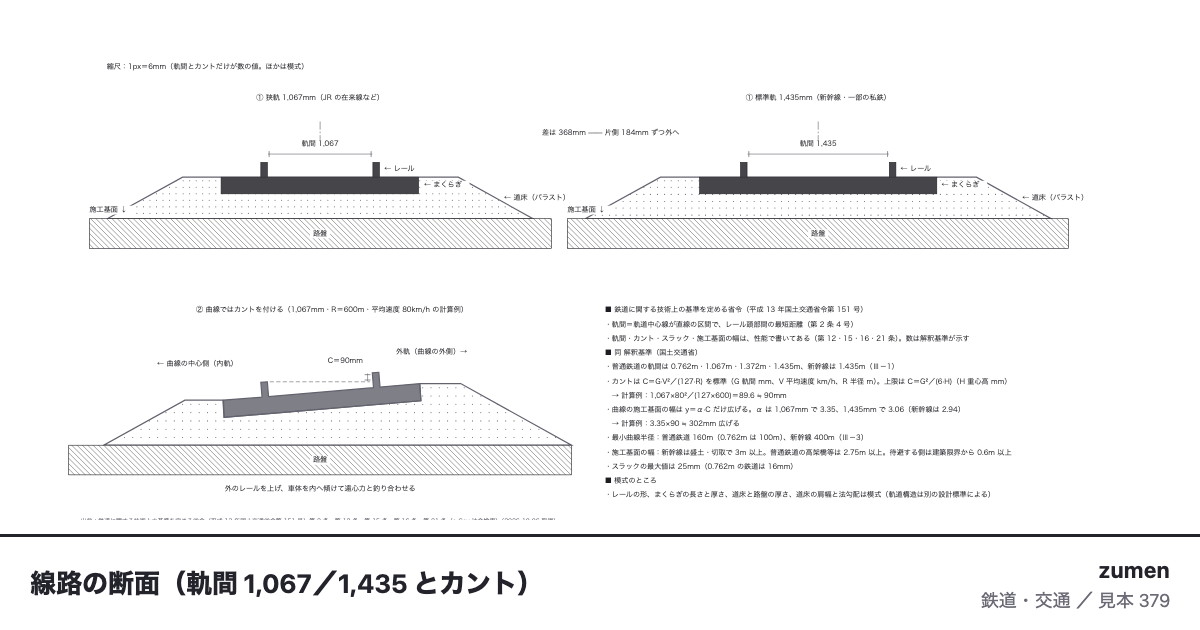 縮尺：1px＝6mm（軌間とカントだけが数の値。ほかは模式）
① 狭軌 1,067mm（JR の在来線など）
① 標準軌 1,435mm（新幹線・一部の私鉄）
差は 368mm —— 片側 184mm ずつ外へ
軌間 1,067
軌間 1,435
← レール
← レール
← まくらぎ
← まくらぎ
← 道床（バラスト）
← 道床（バラスト）
施工基面 ↓
施工基面 ↓
路盤
路盤
② 曲線ではカントを付ける（1,067mm・R＝600m・平均速度 80km/h の計算例）
外軌（曲線の外側）→
← 曲線の中心側（内軌）
C＝90mm
路盤
外のレールを上げ、車体を内へ傾けて遠心力と釣り合わせる
■ 鉄道に関する技術上の基準を定める省令（平成 13 年国土交通省令第 151 号）
・軌間＝軌道中心線が直線の区間で、レール頭部間の最短距離（第 2 条 4 号）
・軌間・カント・スラック・施工基面の幅は、性能で書いてある（第 12・15・16・21 条）。数は解釈基準が示す
■ 同 解釈基準（国土交通省）
・普通鉄道の軌間は 0.762m・1.067m・1.372m・1.435m、新幹線は 1.435m（Ⅲ－1）
・カントは C＝G·V²／(127·R) を標準（G 軌間 mm、V 平均速度 km/h、R 半径 m）。上限は C＝G²／(6·H)（H 重心高 mm）
→ 計算例：1,067×80²／(127×600)＝89.6 ≒ 90mm
・曲線の施工基面の幅は y＝α·C だけ広げる。α は 1,067mm で 3.35、1,435mm で 3.06（新幹線は 2.94）
→ 計算例：3.35×90 ≒ 302mm 広げる
・最小曲線半径：普通鉄道 160m（0.762m は 100m）、新幹線 400m（Ⅲ－3）
・施工基面の幅：新幹線は盛土・切取で 3m 以上。普通鉄道の高架橋等は 2.75m 以上。待避する側は建築限界から 0.6m 以上
・スラックの最大値は 25mm（0.762m の鉄道は 16mm）
■ 模式のところ
・レールの形、まくらぎの長さと厚さ、道床と路盤の厚さ、道床の肩幅と法勾配は模式（軌道構造は別の設計標準による）
線路の断面（軌間 1,067／1,435 とカント）
zumen
鉄道・交通 ／ 見本 379